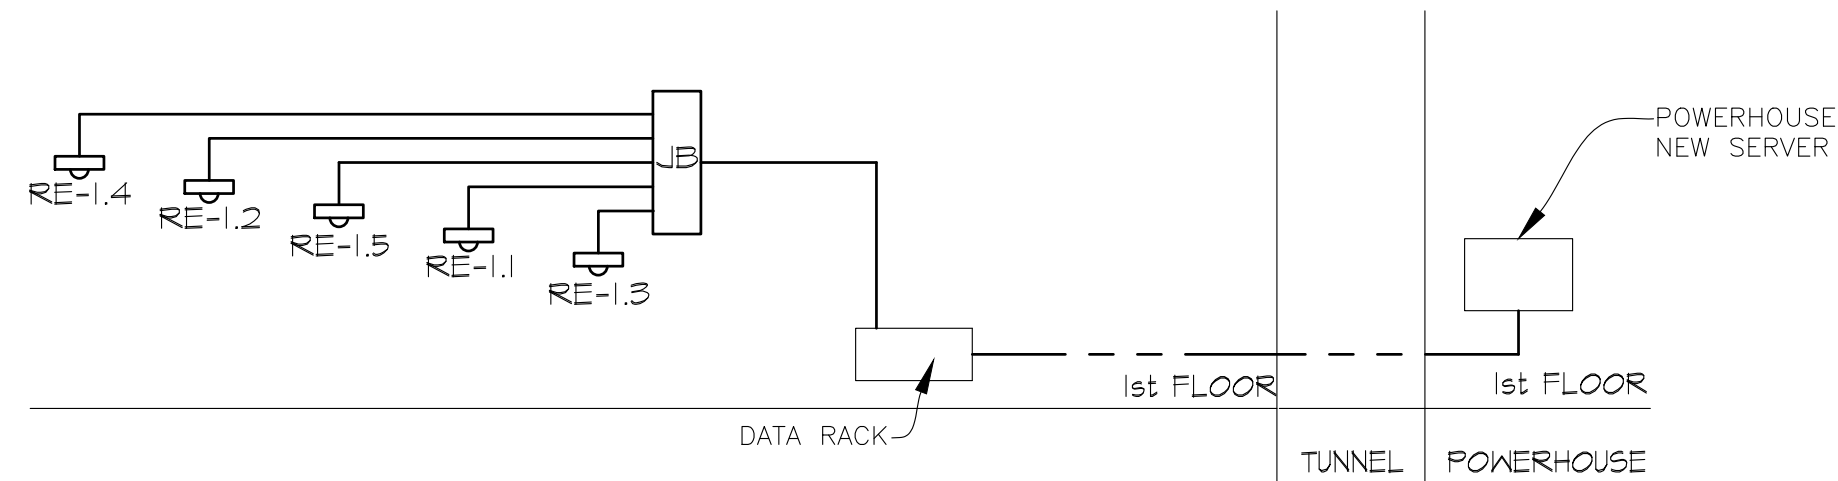 POWERHOUSE
NEW SERVER
JB
RE-1.4
RE-1.2
RE-1.5
RE-1.1
RE-1.3
1st FLOOR
1st FLOOR
DATA RACK
TUNNEL
POWERHOUSE